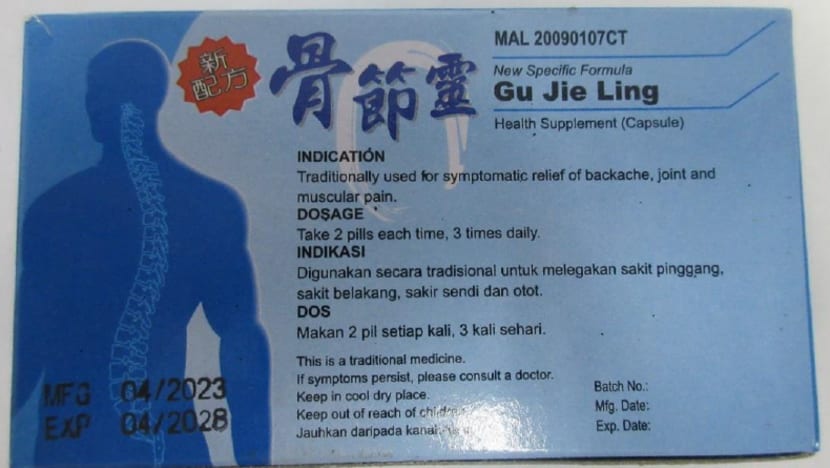 新
配方
骨節靈
MAL 20090107CT
New Specific Formula
Gu Jie Ling
Health Supplement (Capsule)
INDICATION
Traditionally used for symptomatic relief of backache, joint and
muscular pain.
DOSAGE
Take 2 pills each time, 3 times daily.
INDIKASI
Digunakan secara tradisional untuk melegakan sakit pinggang,
sakit belakang, sakir sendi dan otot.
DOS
Makan 2 pil setiap kali, 3 kali sehari.
This is a traditional medicine.
If symptoms persist, please consult a doctor.
Keep in cool dry place.
Keep out of reach of
Jauhkan daripada
Batch No.:
Mfg. Date:
Exp. Date:
MFG 04/2023
EXP 04/2028